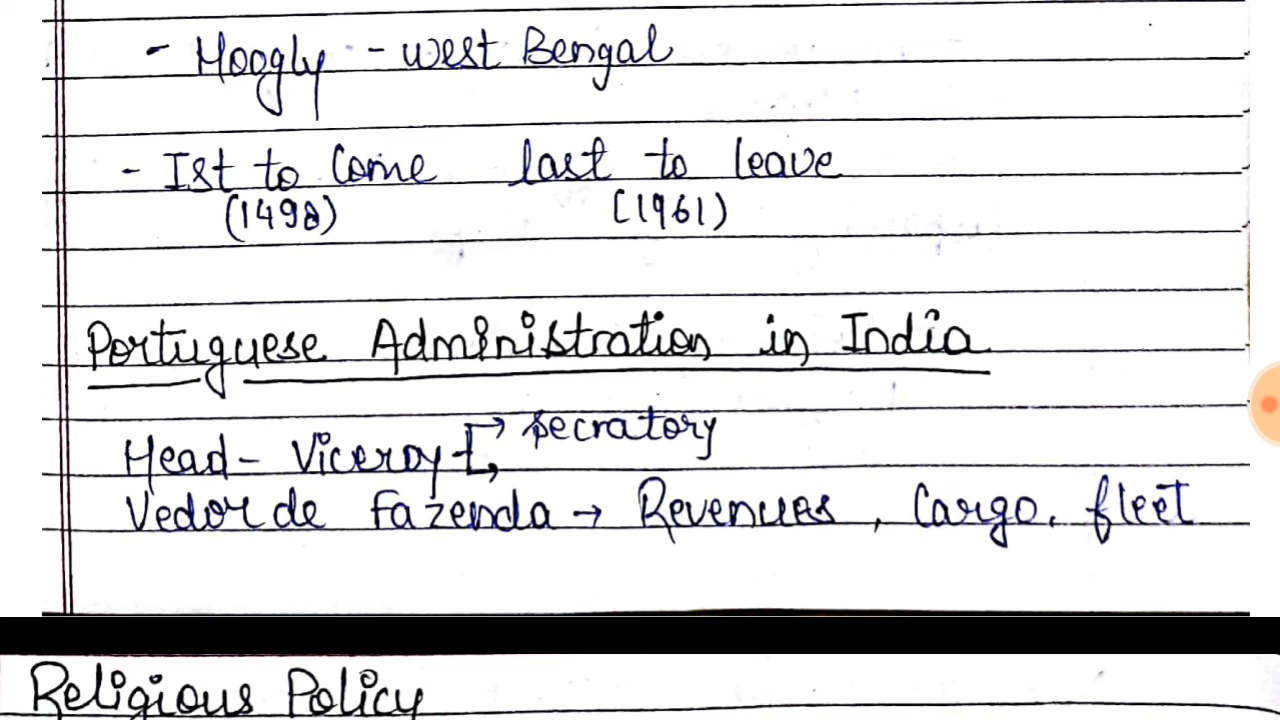 - Hoogly - West Bengal
- Ist to Come last to leave
(1498) (1961)
Portuguese Administration in India
Head - Viceroy → Secratory
Vedor de Fazenda → Revenues, Cargo, fleet
Religious Policy